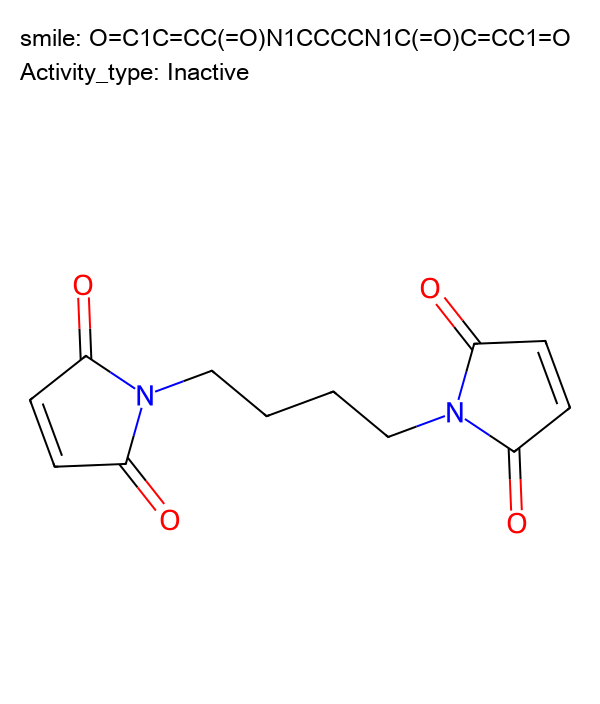 smile: O=C1C=CC(=O)N1CCCCN1C(=O)C=CC1=O
Activity_type: Inactive
O
O
N
N
O
O